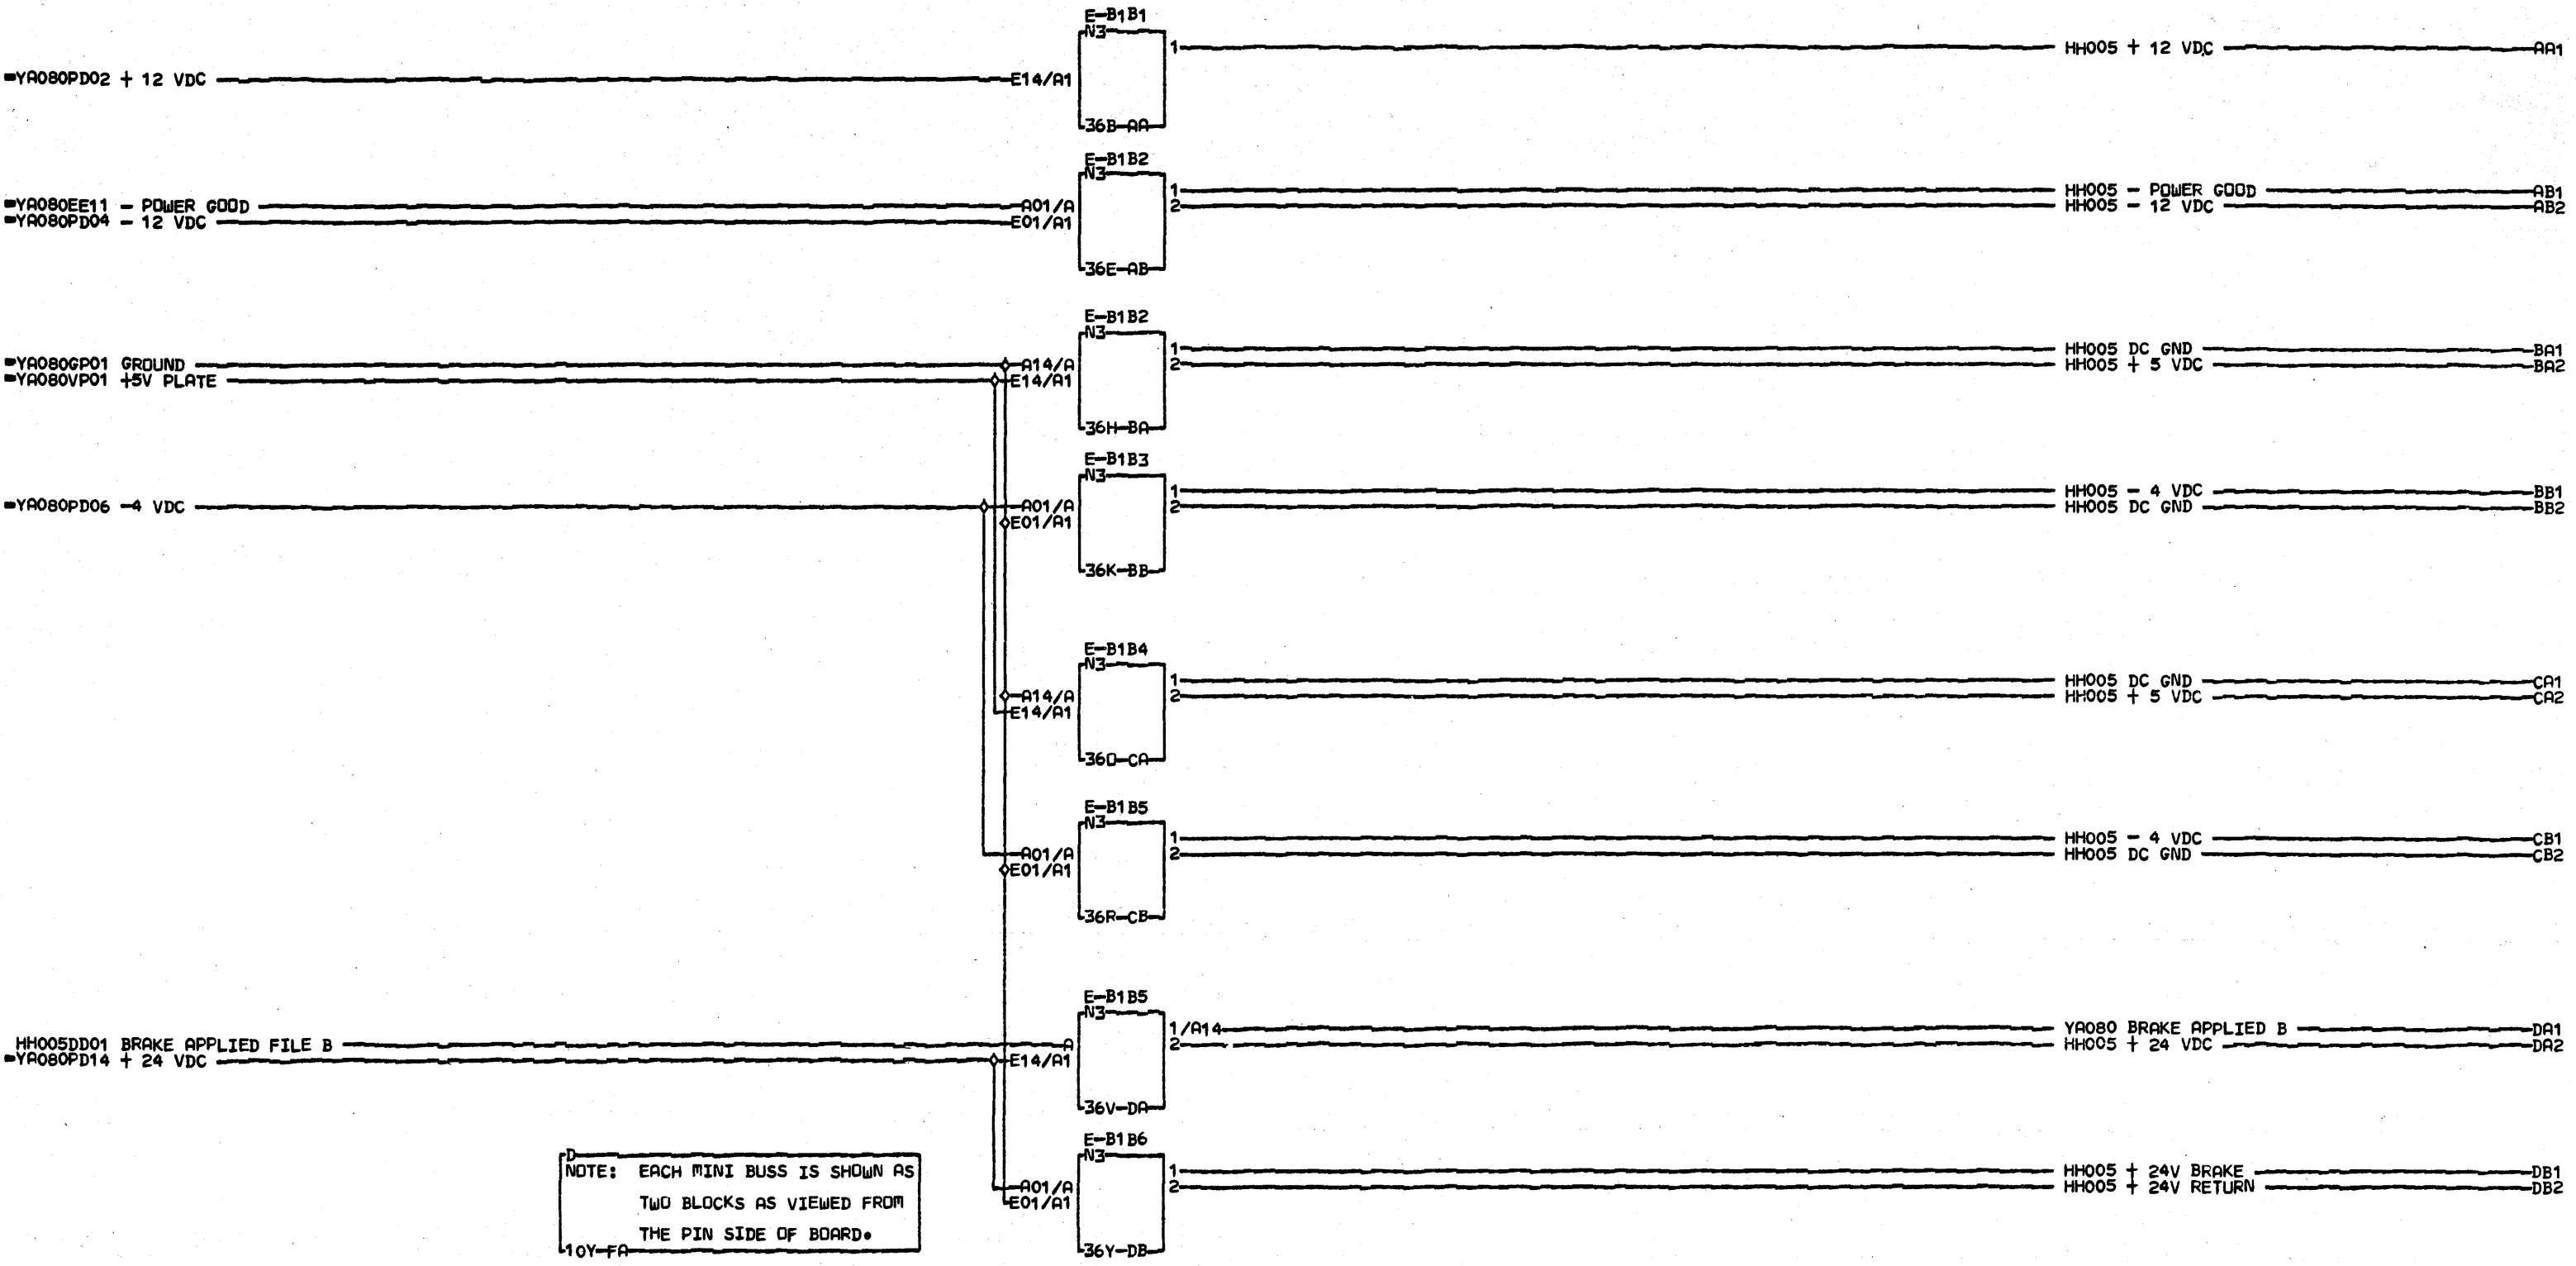 E-B1B1
N3
1 HH005 + 12 VDC AA1
YA080PD02 + 12 VDC E14/A1
36B-AA
E-B1B2
N3
1 HH005 - POWER GOOD AB1
YA080EE11 - POWER GOOD A01/A 2 HH005 - 12 VDC AB2
YA080PD04 - 12 VDC E01/A1
36E-AB
E-B1B2
N3
1 HH005 DC GND BA1
YA080GP01 GROUND A14/A 2 HH005 + 5 VDC BA2
YA080VP01 +5V PLATE E14/A1
36H-BA
E-B1B3
N3
1 HH005 - 4 VDC BB1
YA080PD06 -4 VDC A01/A 2 HH005 DC GND BB2
E01/A1
36K-BB
E-B1B4
N3
1 HH005 DC GND CA1
A14/A 2 HH005 + 5 VDC CA2
E14/A1
36O-CA
E-B1B5
N3
1 HH005 - 4 VDC CB1
A01/A 2 HH005 DC GND CB2
E01/A1
36R-CB
E-B1B5
N3
1/A14 YA080 BRAKE APPLIED B DA1
HH005DD01 BRAKE APPLIED FILE B A 2 HH005 + 24 VDC DA2
YA080PD14 + 24 VDC E14/A1
36V-DA
E-B1B6
N3
1 HH005 + 24V BRAKE DB1
A01/A 2 HH005 + 24V RETURN DB2
E01/A1
36Y-DB
D
NOTE: EACH MINI BUSS IS SHOWN AS
TWO BLOCKS AS VIEWED FROM
THE PIN SIDE OF BOARD.
10Y-FA